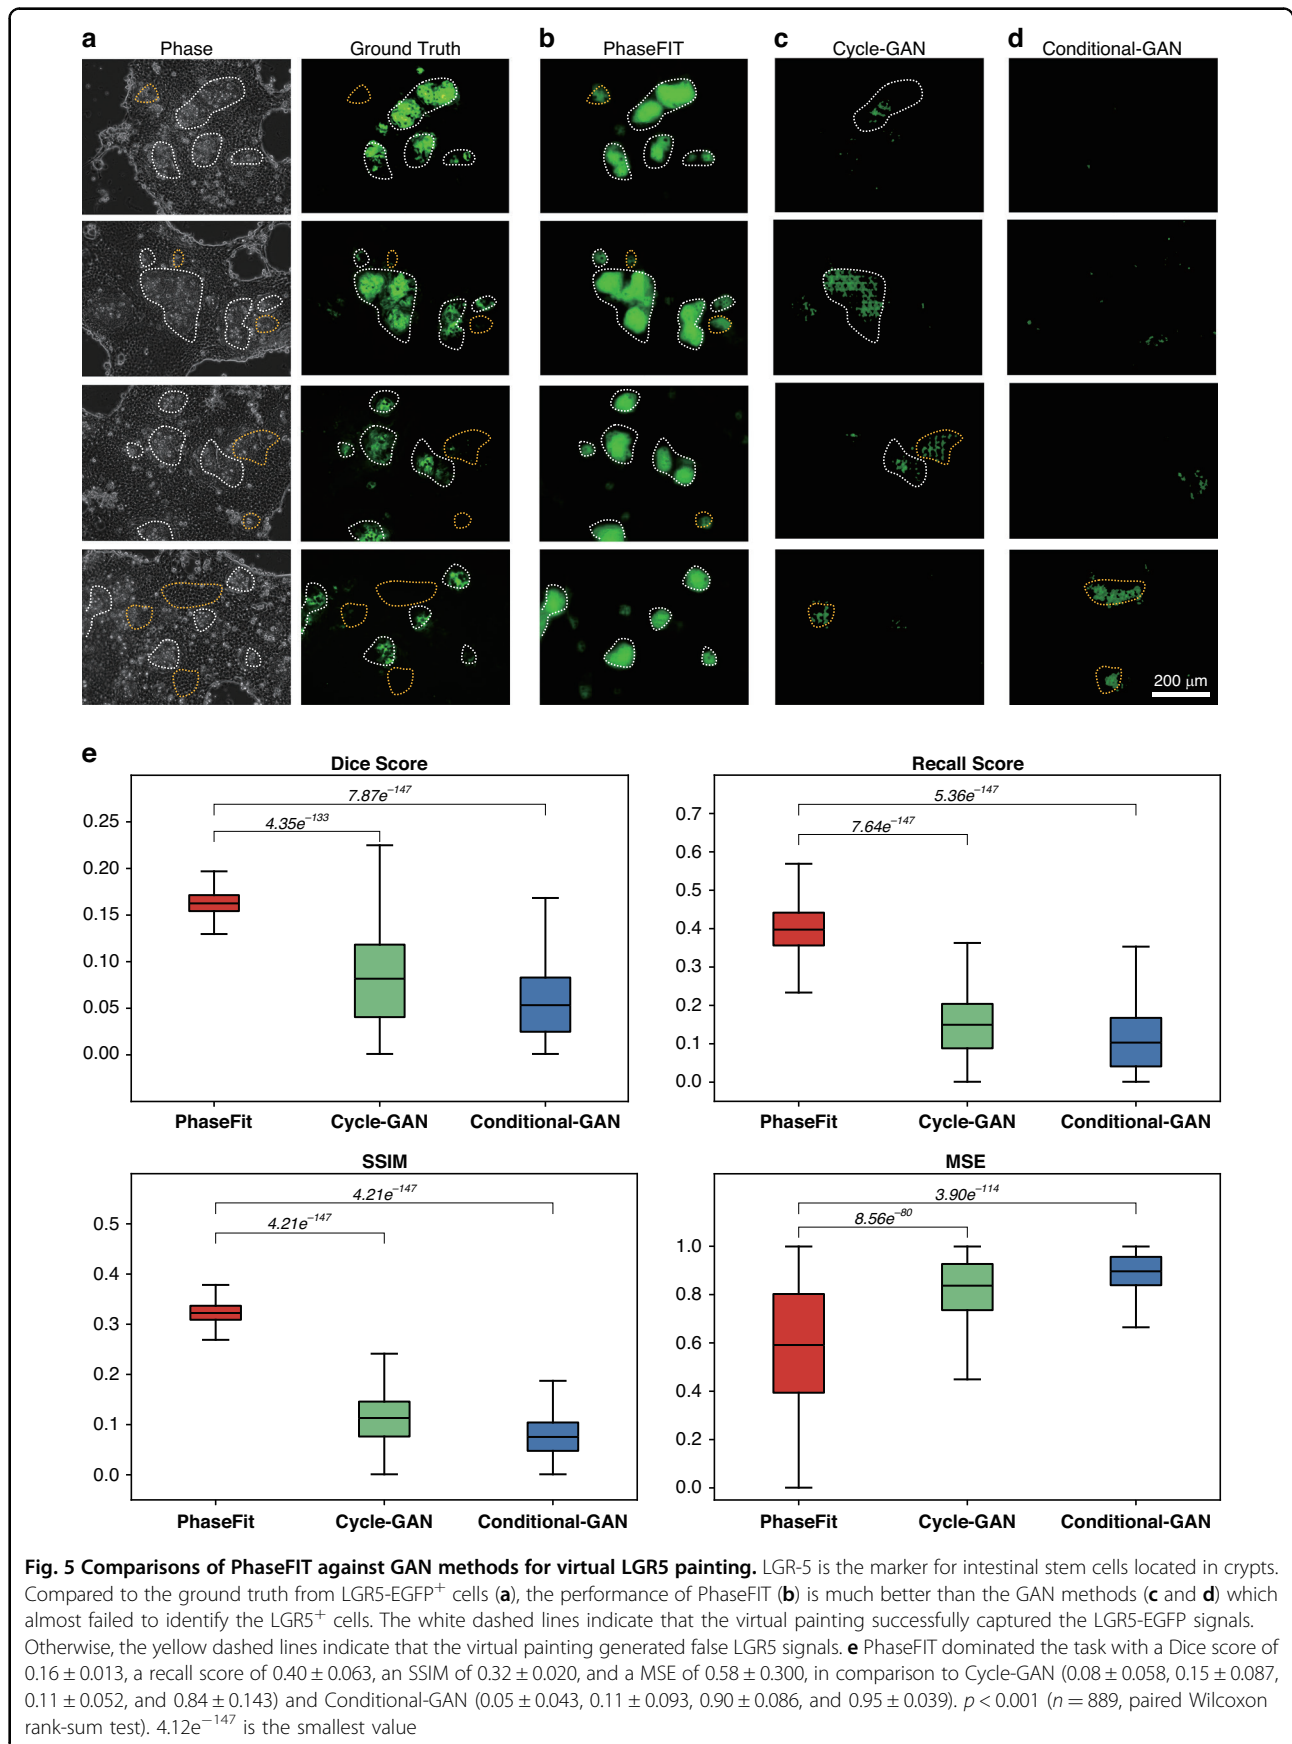 a
Phase
Ground Truth
b
PhaseFIT
c
Cycle-GAN
d
Conditional-GAN
200 μm
e
Dice Score
7.87e⁻¹⁴⁷
4.35e⁻¹³³
0.25
0.20
0.15
0.10
0.05
0.00
PhaseFit
Cycle-GAN
Conditional-GAN
Recall Score
5.36e⁻¹⁴⁷
7.64e⁻¹⁴⁷
0.7
0.6
0.5
0.4
0.3
0.2
0.1
0.0
PhaseFit
Cycle-GAN
Conditional-GAN
SSIM
4.21e⁻¹⁴⁷
4.21e⁻¹⁴⁷
0.5
0.4
0.3
0.2
0.1
0.0
PhaseFit
Cycle-GAN
Conditional-GAN
MSE
3.90e⁻¹¹⁴
8.56e⁻⁸⁰
1.0
0.8
0.6
0.4
0.2
0.0
PhaseFit
Cycle-GAN
Conditional-GAN
Fig. 5 Comparisons of PhaseFIT against GAN methods for virtual LGR5 painting. LGR-5 is the marker for intestinal stem cells located in crypts.
Compared to the ground truth from LGR5-EGFP⁺ cells (a), the performance of PhaseFIT (b) is much better than the GAN methods (c and d) which
almost failed to identify the LGR5⁺ cells. The white dashed lines indicate that the virtual painting successfully captured the LGR5-EGFP signals.
Otherwise, the yellow dashed lines indicate that the virtual painting generated false LGR5 signals. e PhaseFIT dominated the task with a Dice score of
0.16 ± 0.013, a recall score of 0.40 ± 0.063, an SSIM of 0.32 ± 0.020, and a MSE of 0.58 ± 0.300, in comparison to Cycle-GAN (0.08 ± 0.058, 0.15 ± 0.087,
0.11 ± 0.052, and 0.84 ± 0.143) and Conditional-GAN (0.05 ± 0.043, 0.11 ± 0.093, 0.90 ± 0.086, and 0.95 ± 0.039). p < 0.001 (n = 889, paired Wilcoxon
rank-sum test). 4.12e⁻¹⁴⁷ is the smallest value